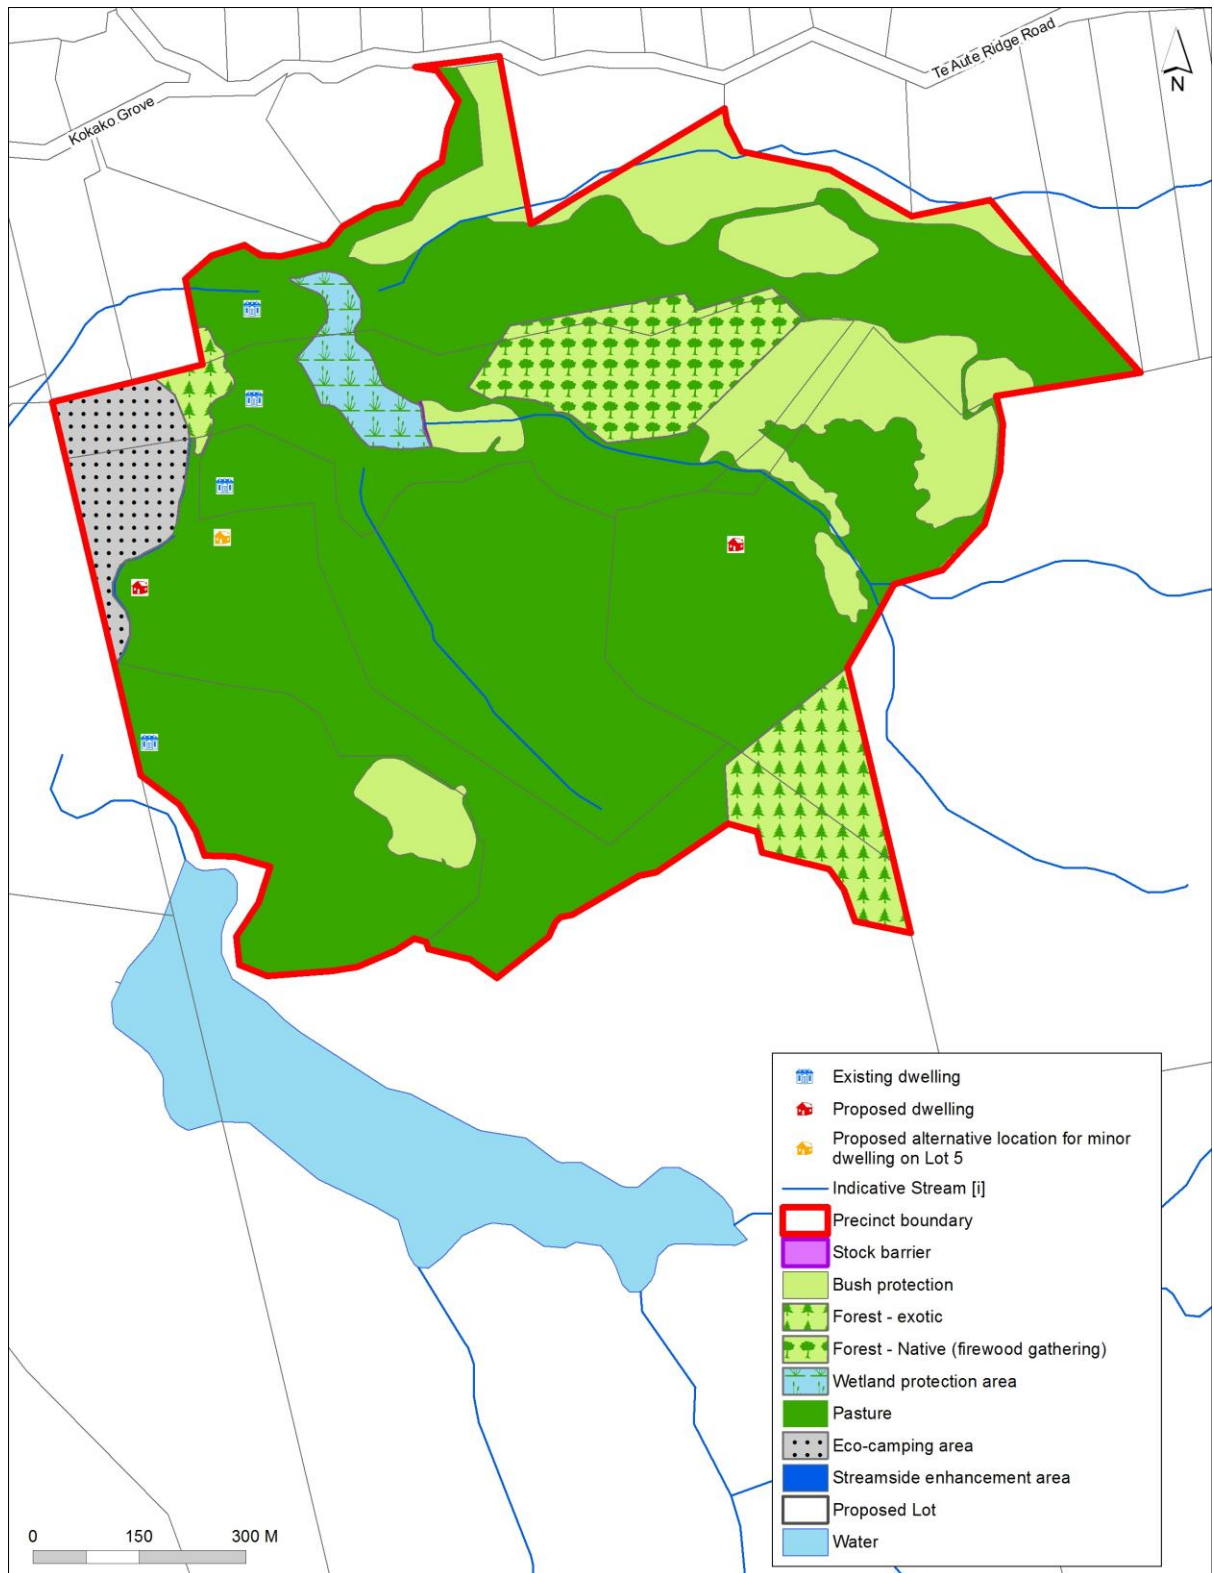 Te Aute Ridge Road
N
Kokako Grove
Existing dwelling
Proposed dwelling
Proposed alternative location for minor
dwelling on Lot 5
Indicative Stream [i]
Precinct boundary
Stock barrier
Bush protection
Forest - exotic
Forest - Native (firewood gathering)
Wetland protection area
Pasture
Eco-camping area
Streamside enhancement area
Proposed Lot
Water
0 150 300 M